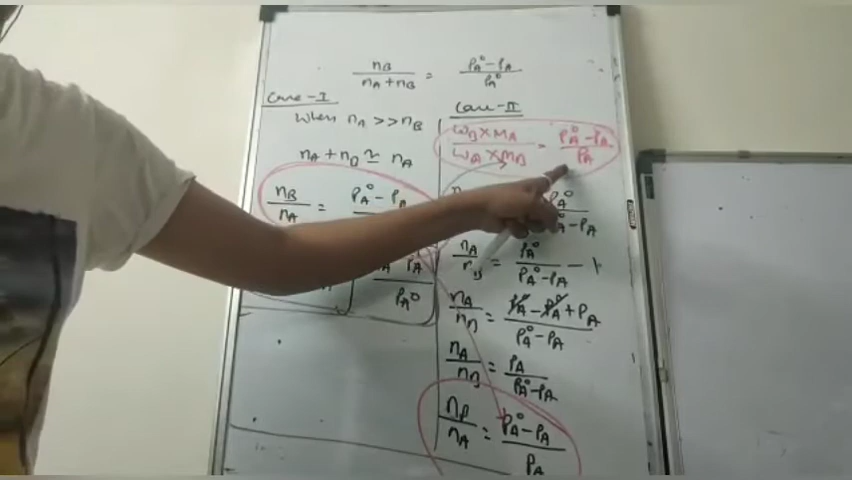 nB/(nA+nB) = (PA° - PA)/PA°
Case-I
When nA >> nB
nA + nB ≃ nA
nB/nA = (PA° - PA)/
PA - PA/PA°
Case-II
(wB × MA)/(wA × MB) = (PA° - PA)/PA
PA°/ - PA
nA/nB = PA°/(PA° - PA) - 1
nA/nB = (PA° - PA° + PA)/(PA° - PA)
nA/nB = PA/(PA° - PA)
nB/nA = (PA° - PA)/PA